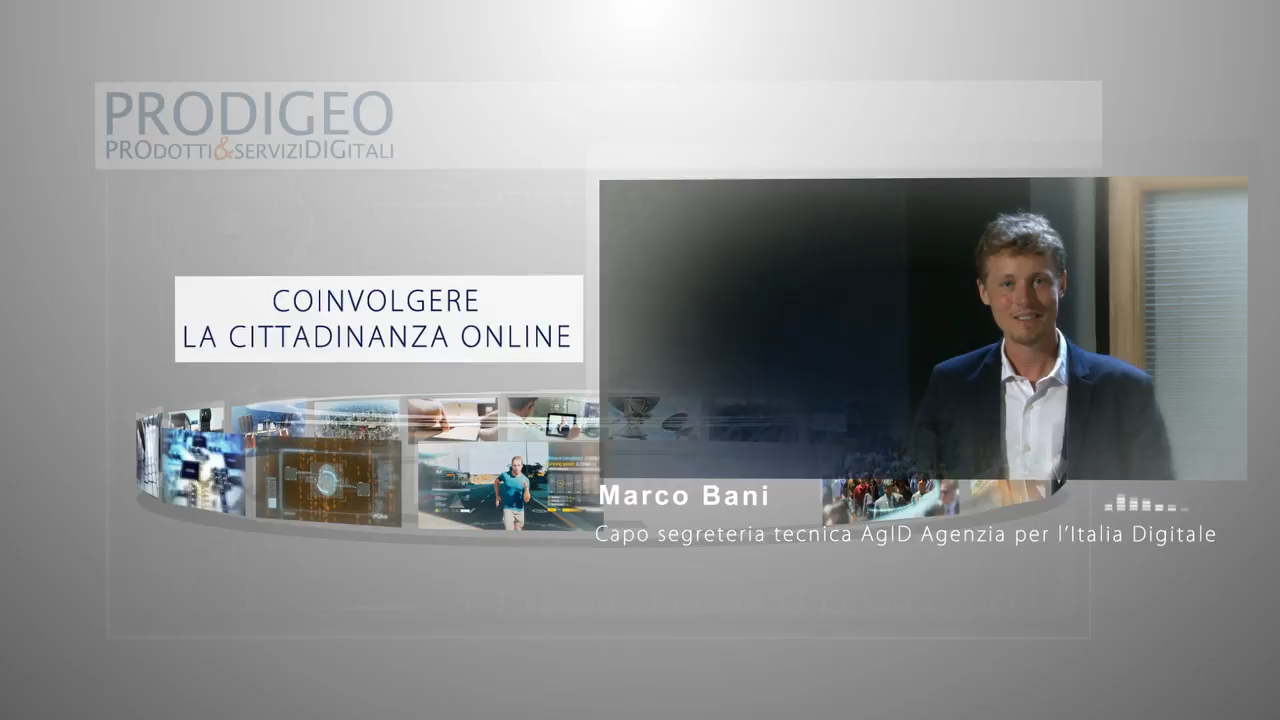 PRODIGEO
PRODOTTI&SERVIZIDIGITALI
COINVOLGERE
LA CITTADINANZA ONLINE
Marco Bani
Capo segreteria tecnica AgID Agenzia per l'Italia Digitale